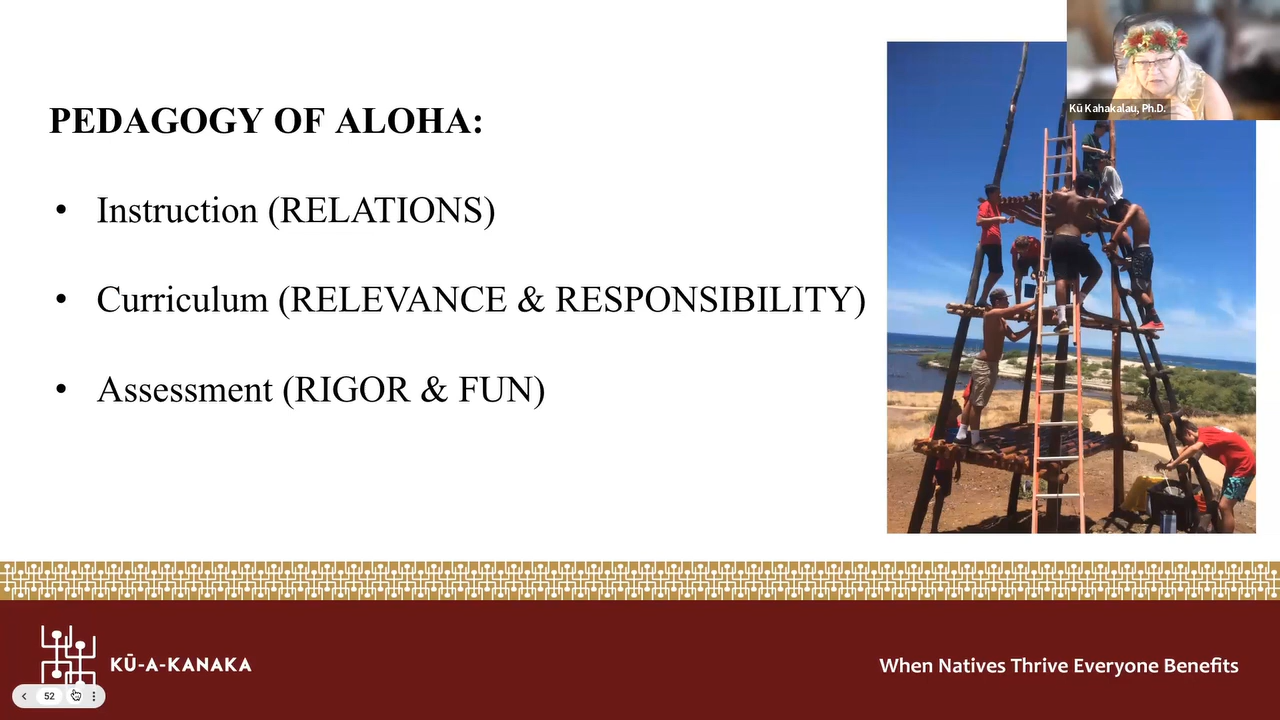 Kū Kahakalau, Ph.D.
PEDAGOGY OF ALOHA:
• Instruction (RELATIONS)
• Curriculum (RELEVANCE & RESPONSIBILITY)
• Assessment (RIGOR & FUN)
KŪ-A-KANAKA
When Natives Thrive Everyone Benefits
52